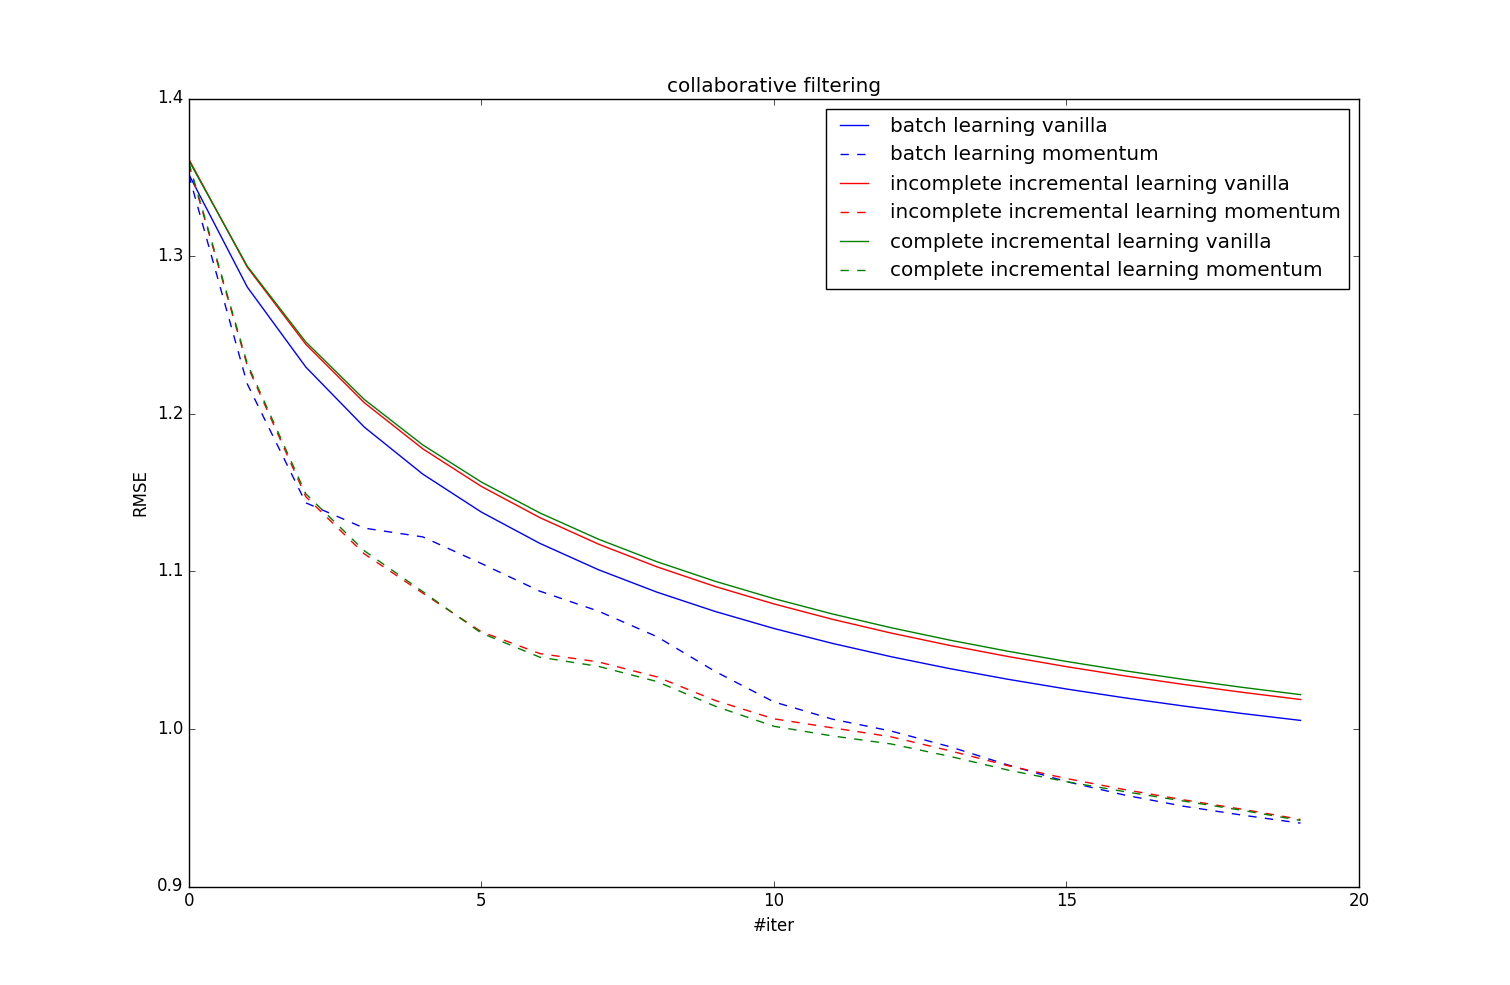 collaborative filtering
1.4
1.3
1.2
1.1
1.0
0.9
RMSE
batch learning vanilla
batch learning momentum
incomplete incremental learning vanilla
incomplete incremental learning momentum
complete incremental learning vanilla
complete incremental learning momentum
0 5 10 15 20
#iter